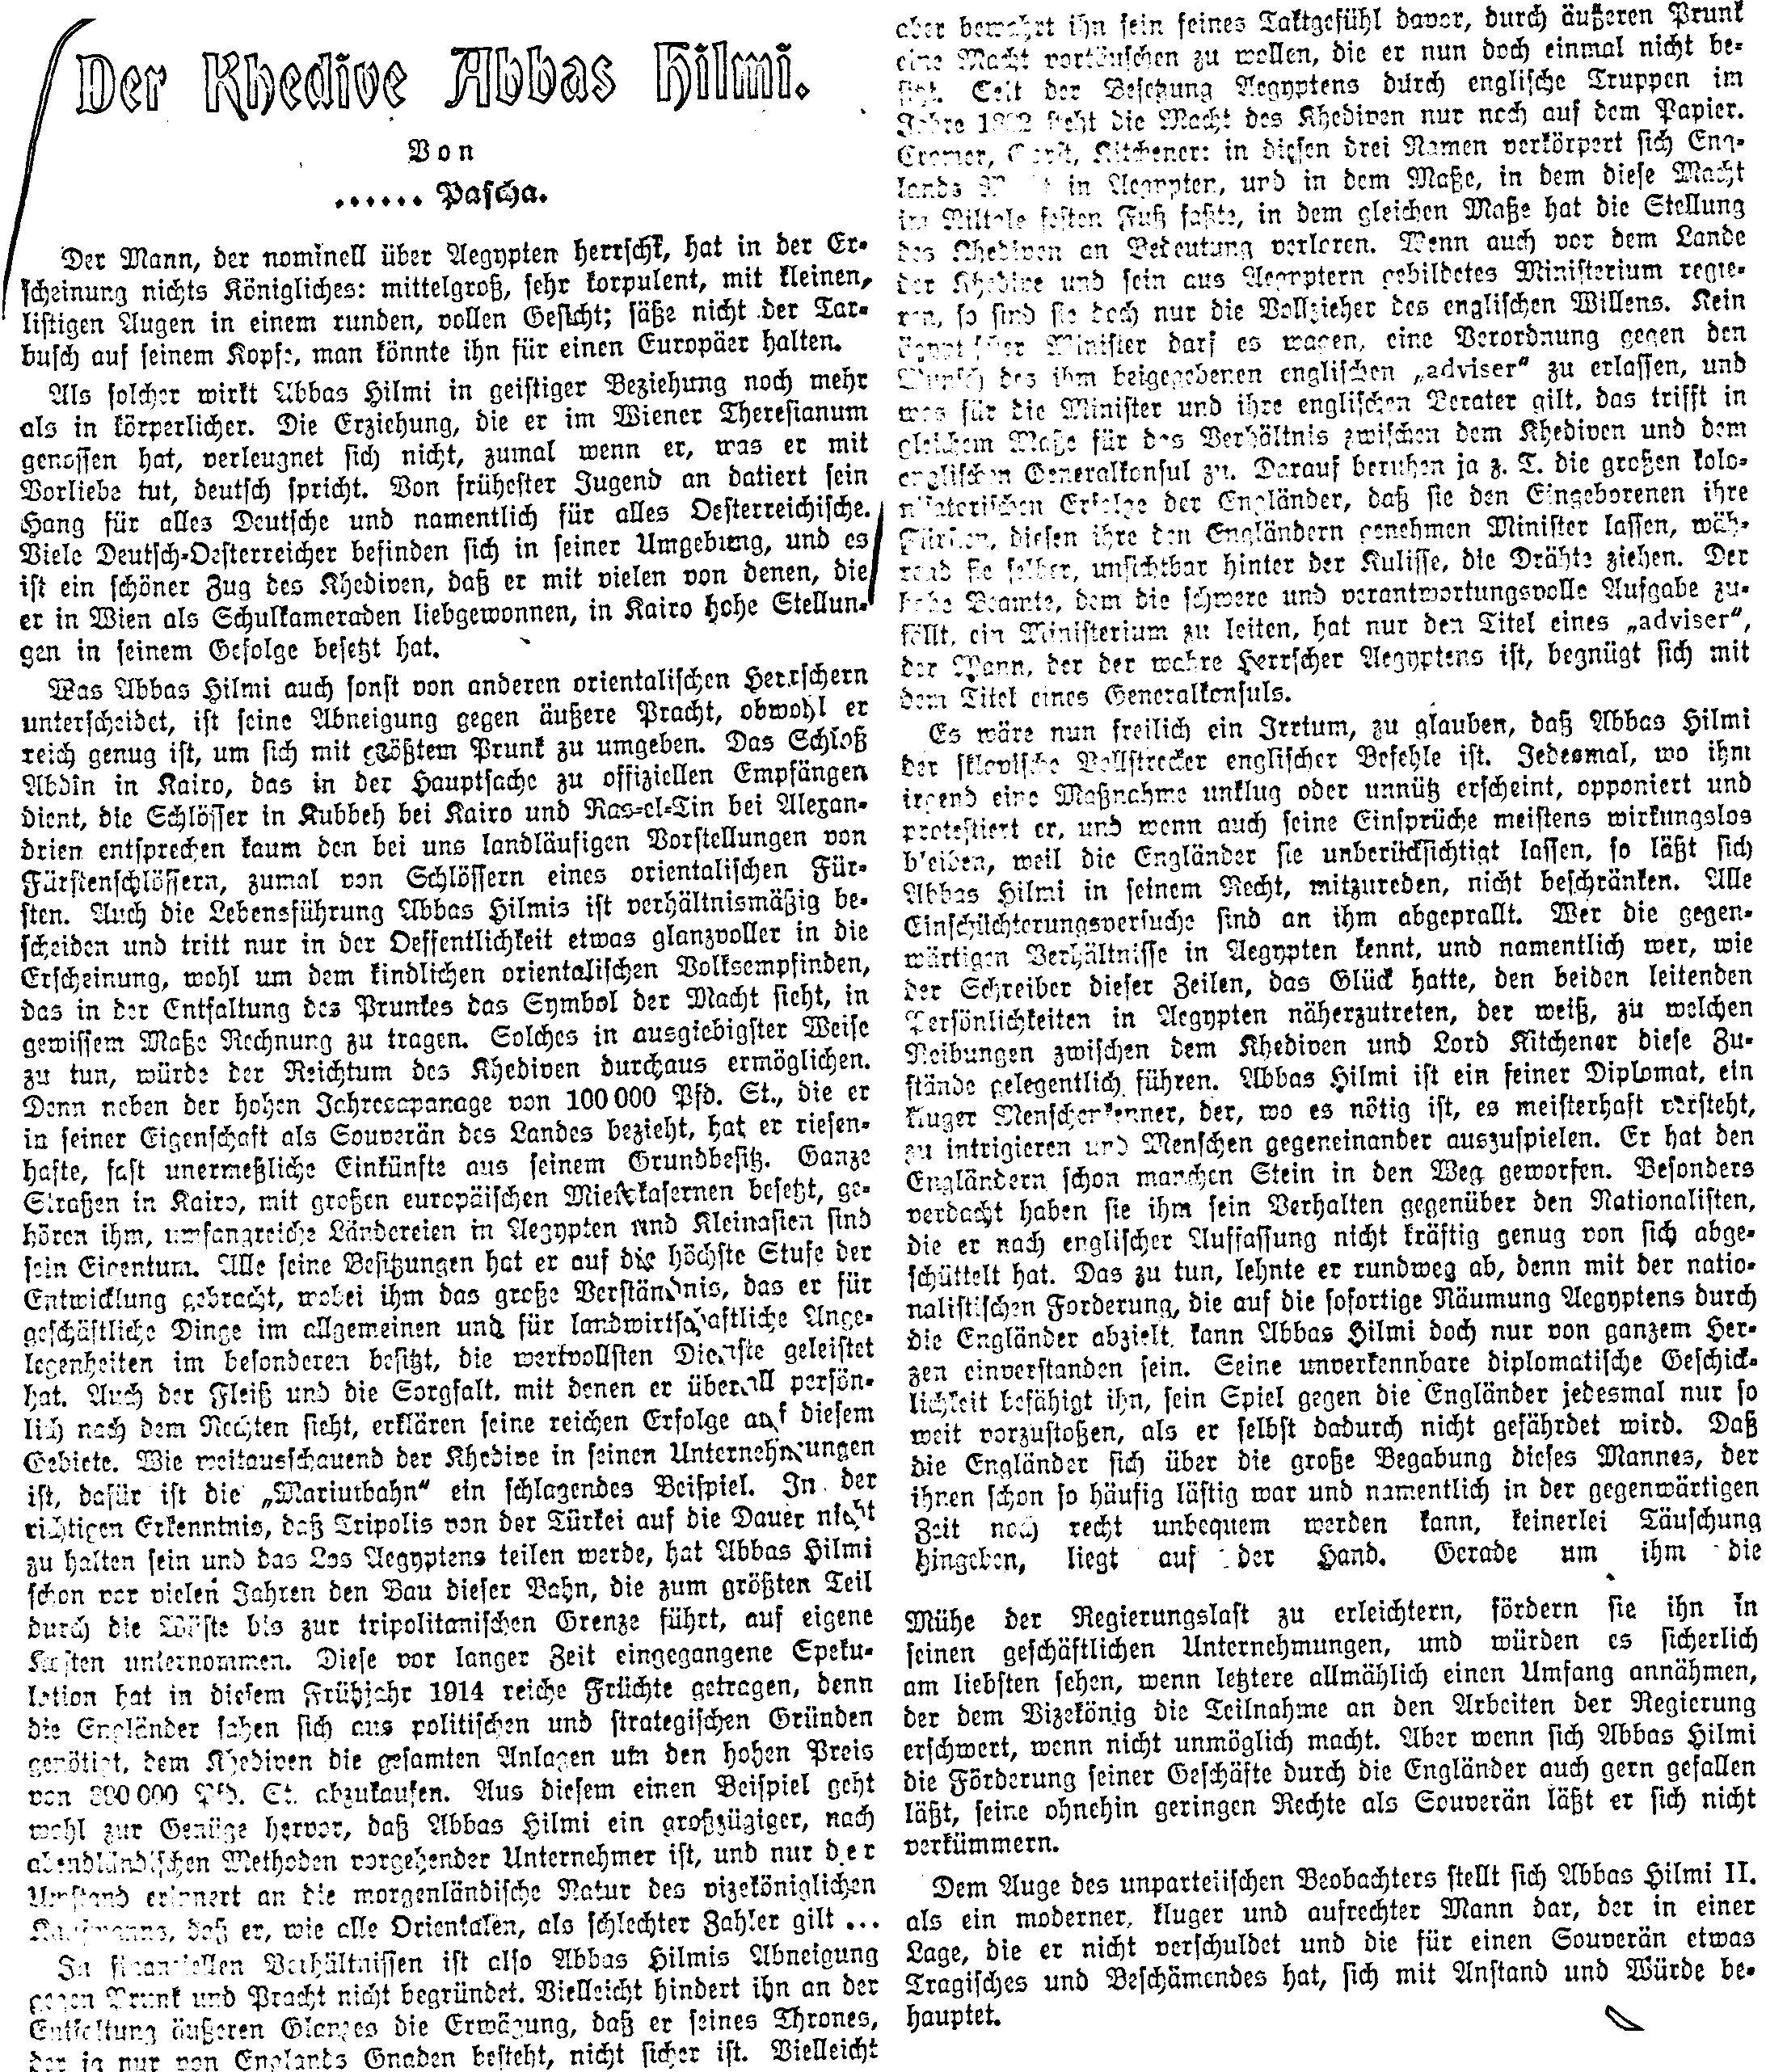 Der Khedive Abbas Hilmi.
Von
...... Pascha.
Der Mann, der nominell über Aegypten herrscht, hat in der Er-
scheinung nichts Königliches: mittelgroß, sehr korpulent, mit kleinen,
listigen Augen in einem runden, vollen Gesicht; säße nicht der Tar-
busch auf seinem Kopfe, man könnte ihn für einen Europäer halten.
Als solcher wirkt Abbas Hilmi in geistiger Beziehung noch mehr
als in körperlicher. Die Erziehung, die er im Wiener Theresianum
genossen hat, verleugnet sich nicht, zumal wenn er, was er mit
Vorliebe tut, deutsch spricht. Von frühester Jugend an datiert sein
Hang für alles Deutsche und namentlich für alles Oesterreichische.
Viele Deutsch-Oesterreicher befinden sich in seiner Umgebung, und es
ist ein schöner Zug des Khediven, daß er mit vielen von denen, die
er in Wien als Schulkameraden liebgewonnen, in Kairo hohe Stellun-
gen in seinem Gefolge besetzt hat.
Was Abbas Hilmi auch sonst von anderen orientalischen Herrschern
unterscheidet, ist seine Abneigung gegen äußere Pracht, obwohl er
reich genug ist, um sich mit größtem Prunk zu umgeben. Das Schloß
Abdin in Kairo, das in der Hauptsache zu offiziellen Empfängen
dient, die Schlösser in Kubbeh bei Kairo und Ras-el-Tin bei Alexan-
drien entsprechen kaum den bei uns landläufigen Vorstellungen von
Fürstenschlössern, zumal von Schlössern eines orientalischen Für-
sten. Auch die Lebensführung Abbas Hilmis ist verhältnismäßig be-
scheiden und tritt nur in der Oeffentlichkeit etwas glanzvoller in die
Erscheinung, wohl um dem kindlichen orientalischen Volksempfinden,
das in der Entfaltung des Prunkes das Symbol der Macht sieht, in
gewissem Maße Rechnung zu tragen. Solches in ausgiebigster Weise
zu tun, würde der Reichtum des Khediven durchaus ermöglichen.
Denn neben der hohen Jahresapanage von 100 000 Pfd. St., die er
in seiner Eigenschaft als Souverän des Landes bezieht, hat er riesen-
hafte, fast unermeßliche Einkünfte aus seinem Grundbesitz. Ganze
Straßen in Kairo, mit großen europäischen Mietskasernen besetzt, ge-
hören ihm, umfangreiche Ländereien in Aegypten und Kleinasien sind
sein Eigentum. Alle seine Besitzungen hat er auf die höchste Stufe der
Entwicklung gebracht, wobei ihm das große Verständnis, das er für
geschäftliche Dinge im allgemeinen und für landwirtschaftliche Ange-
legenheiten im besonderen besitzt, die wertvollsten Dienste geleistet
hat. Auch der Fleiß und die Sorgfalt, mit denen er überall persön-
lich nach dem Rechten sieht, erklären seine reichen Erfolge auf diesem
Gebiete. Wie weitausschauend der Khedive in seinen Unternehmungen
ist, dafür ist die „Mariutbahn“ ein schlagendes Beispiel. In der
richtigen Erkenntnis, daß Tripolis von der Türkei auf die Dauer nicht
zu halten sein und das Los Aegyptens teilen werde, hat Abbas Hilmi
schon vor vielen Jahren den Bau dieser Bahn, die zum größten Teil
durch die Wüste bis zur tripolitanischen Grenze führt, auf eigene
Kosten unternommen. Diese vor langer Zeit eingegangene Speku-
lation hat in diesem Frühjahr 1914 reiche Früchte getragen, denn
die Engländer sahen sich aus politischen und strategischen Gründen
genötigt, dem Khediven die gesamten Anlagen um den hohen Preis
von Pfd. St. abzukaufen. Aus diesem einen Beispiel geht
wohl zur Genüge hervor, daß Abbas Hilmi ein großzügiger, nach
abendländischen Methoden vorgehender Unternehmer ist, und nur der
Umstand erinnert an die morgenländische Natur des vizeköniglichen
Kaufmanns, daß er, wie alle Orientalen, als schlechter Zahler gilt ...
In finanziellen Verhältnissen ist also Abbas Hilmis Abneigung
gegen Prunk und Pracht nicht begründet. Vielleicht hindert ihn an der
Entfaltung äußeren Glanzes die Erwägung, daß er seines Thrones,
der ja nur von Englands Gnaden besteht, nicht sicher ist. Vielleicht
aber bewahrt ihn sein feines Taktgefühl davor, durch äußeren Prunk
eine Macht vortäuschen zu wollen, die er nun doch einmal nicht be-
sitzt. Seit der Besetzung Aegyptens durch englische Truppen im
Jahre 1882 steht die Macht des Khediven nur noch auf dem Papier.
Cromer, Gorst, Kitchener: in diesen drei Namen verkörpert sich Eng-
lands Macht in Aegypten, und in dem Maße, in dem diese Macht
im Niltale festen Fuß faßte, in dem gleichen Maße hat die Stellung
des Khediven an Bedeutung verloren. Wenn auch vor dem Lande
der Khedive und sein aus Aegyptern gebildetes Ministerium regie-
ren, so sind sie doch nur die Vollzieher des englischen Willens. Kein
Minister darf es wagen, eine Verordnung gegen den
Wunsch des ihm beigegebenen englischen „adviser“ zu erlassen, und
was für die Minister und ihre englischen Berater gilt, das trifft in
gleichem Maße für das Verhältnis zwischen dem Khediven und dem
englischen Generalkonsul zu. Darauf beruhen ja z. T. die großen kolo-
nisatorischen Erfolge der Engländer, daß sie den Eingeborenen ihre
Fürsten, diesen ihre den Engländern genehmen Minister lassen, wäh-
rend sie selber, unsichtbar hinter der Kulisse, die Drähte ziehen. Der
hohe Beamte, dem die schwere und verantwortungsvolle Aufgabe zu-
fällt, ein Ministerium zu leiten, hat nur den Titel eines „adviser“,
der Mann, der der wahre Herrscher Aegyptens ist, begnügt sich mit
dem Titel eines Generalkonsuls.
Es wäre nun freilich ein Irrtum, zu glauben, daß Abbas Hilmi
der sklavische Vollstrecker englischer Befehle ist. Jedesmal, wo ihm
irgend eine Maßnahme unklug oder unnütz erscheint, opponiert und
protestiert er, und wenn auch seine Einsprüche meistens wirkungslos
bleiben, weil die Engländer sie unberücksichtigt lassen, so läßt sich
Abbas Hilmi in seinem Recht, mitzureden, nicht beschränken. Alle
Einschüchterungsversuche sind an ihm abgeprallt. Wer die gegen-
wärtigen Verhältnisse in Aegypten kennt, und namentlich wer, wie
der Schreiber dieser Zeilen, das Glück hatte, den beiden leitenden
Persönlichkeiten in Aegypten näherzutreten, der weiß, zu welchen
Reibungen zwischen dem Khediven und Lord Kitchener diese Zu-
stände gelegentlich führen. Abbas Hilmi ist ein feiner Diplomat, ein
kluger Menschenkenner, der, wo es nötig ist, es meisterhaft versteht,
zu intrigieren und Menschen gegeneinander auszuspielen. Er hat den
Engländern schon manchen Stein in den Weg geworfen. Besonders
verdacht haben sie ihm sein Verhalten gegenüber den Nationalisten,
die er nach englischer Auffassung nicht kräftig genug von sich abge-
schüttelt hat. Das zu tun, lehnte er rundweg ab, denn mit der natio-
nalistischen Forderung, die auf die sofortige Räumung Aegyptens durch
die Engländer abzielt, kann Abbas Hilmi doch nur von ganzem Her-
zen einverstanden sein. Seine unverkennbare diplomatische Geschick-
lichkeit befähigt ihn, sein Spiel gegen die Engländer jedesmal nur so
weit vorzustoßen, als er selbst dadurch nicht gefährdet wird. Daß
die Engländer sich über die große Begabung dieses Mannes, der
ihnen schon so häufig lästig war und namentlich in der gegenwärtigen
Zeit noch recht unbequem werden kann, keinerlei Täuschung
hingeben, liegt auf der Hand. Gerade um ihm die
Mühe der Regierungslast zu erleichtern, fördern sie ihn in
seinen geschäftlichen Unternehmungen, und würden es sicherlich
am liebsten sehen, wenn letztere allmählich einen Umfang annähmen,
der dem Vizekönig die Teilnahme an den Arbeiten der Regierung
erschwert, wenn nicht unmöglich macht. Aber wenn sich Abbas Hilmi
die Förderung seiner Geschäfte durch die Engländer auch gern gefallen
läßt, seine ohnehin geringen Rechte als Souverän läßt er sich nicht
verkümmern.
Dem Auge des unparteiischen Beobachters stellt sich Abbas Hilmi II.
als ein moderner, kluger und aufrechter Mann dar, der in einer
Lage, die er nicht verschuldet und die für einen Souverän etwas
Tragisches und Beschämendes hat, sich mit Anstand und Würde be-
hauptet.